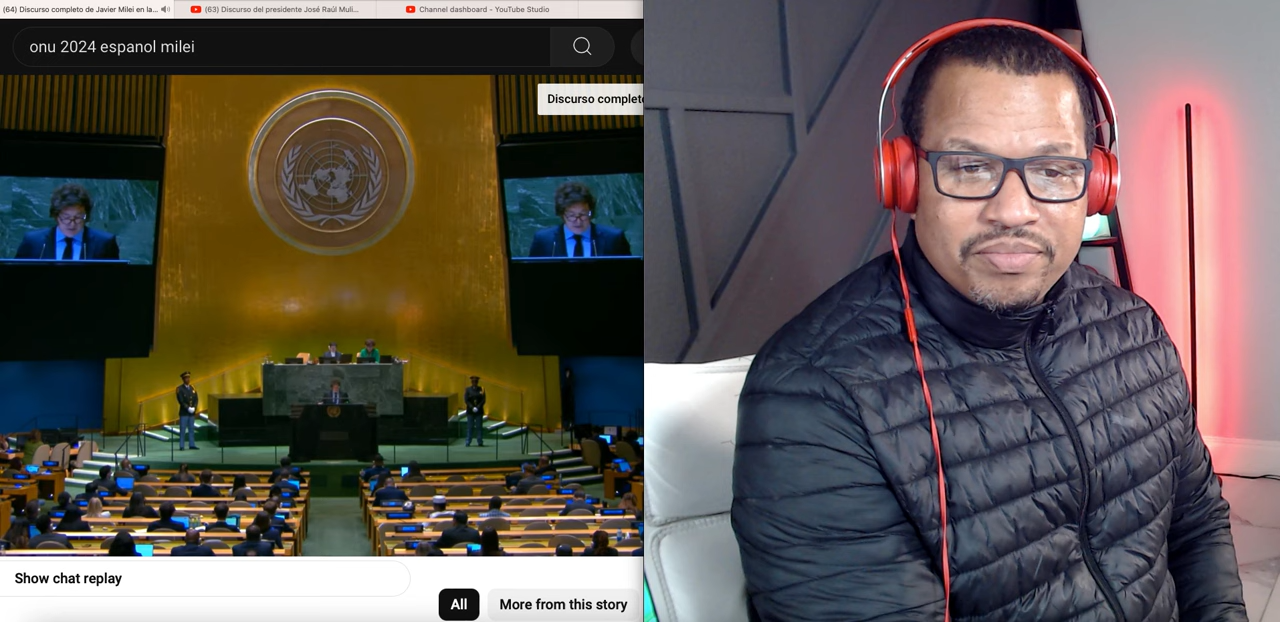 (64) Discurso completo de Javier Milei en la...
(63) Discurso del presidente José Raúl Muli...
Channel dashboard - YouTube Studio
onu 2024 espanol milei
Discurso complet
Show chat replay
All
More from this story